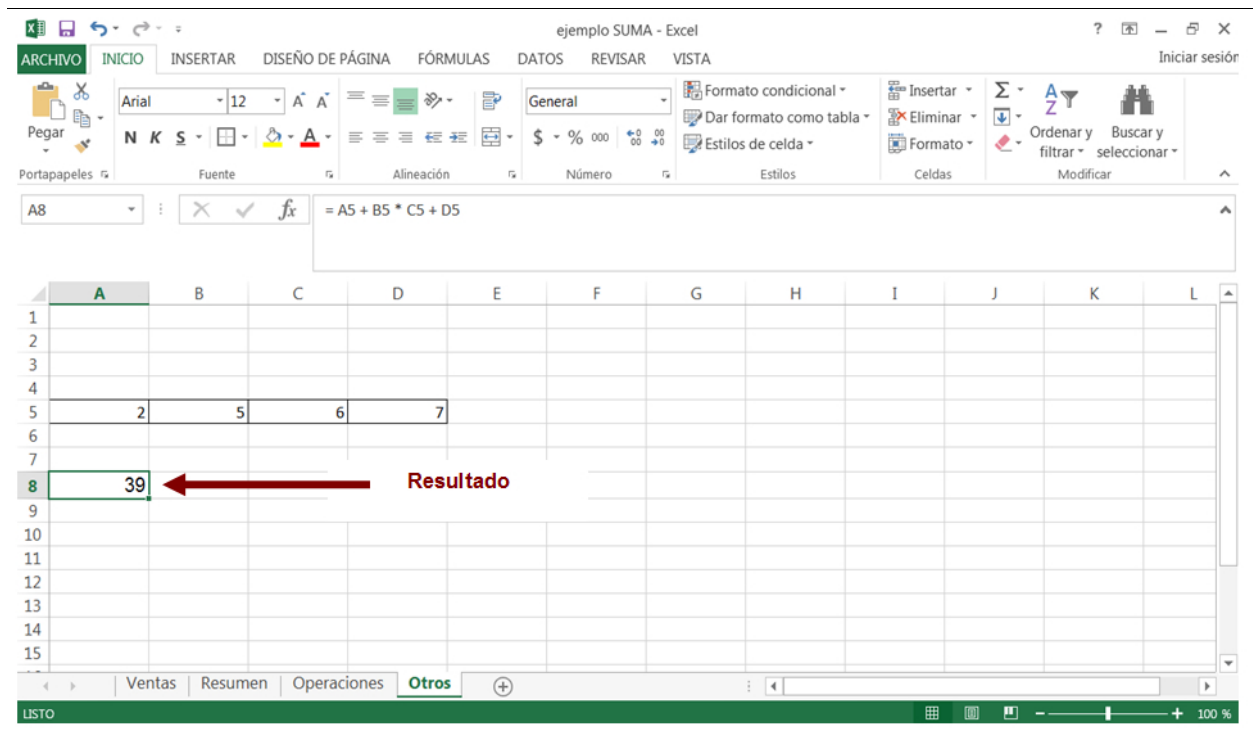 ejemplo SUMA - Excel
ARCHIVO INICIO INSERTAR DISEÑO DE PÁGINA FÓRMULAS DATOS REVISAR VISTA Iniciar sesión
Pegar
Arial 12 A A
N K S A
General
$ % 000
Formato condicional
Dar formato como tabla
Estilos de celda
Insertar
Eliminar
Formato
Σ
Ordenar y filtrar
Buscar y seleccionar
Portapapeles Fuente Alineación Número Estilos Celdas Modificar
A8 fx = A5 + B5 * C5 + D5
A B C D E F G H I J K L
1
2
3
4
5 2 5 6 7
6
7
8 39 Resultado
9
10
11
12
13
14
15
Ventas Resumen Operaciones Otros
LISTO 100 %